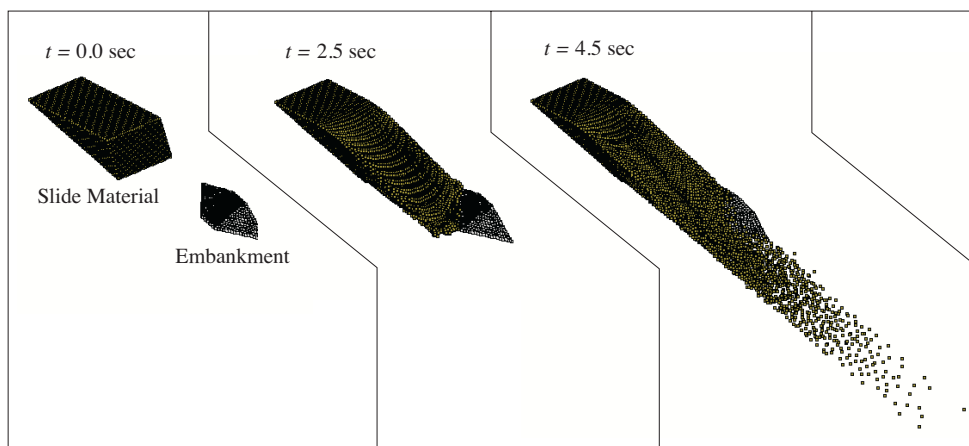 t = 0.0 sec
t = 2.5 sec
t = 4.5 sec
Slide Material
Embankment